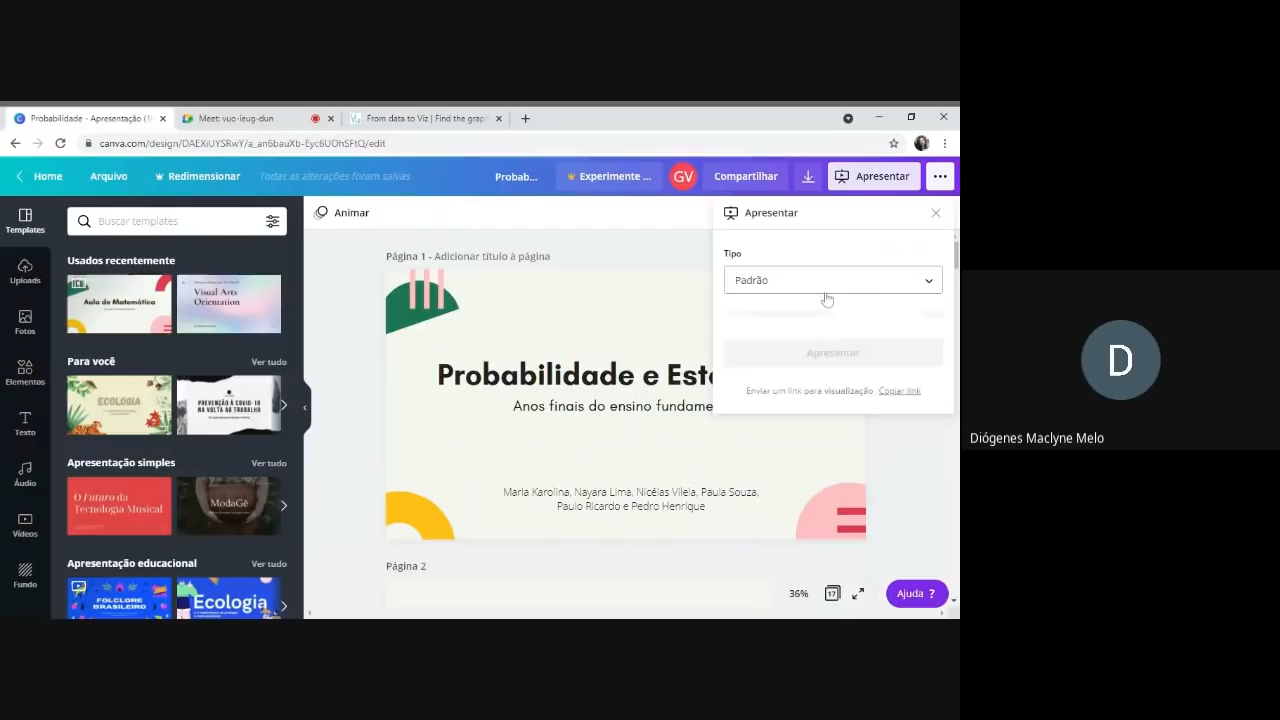 Probabilidade - Apresentação (1
Meet: vuo-ieug-dun
From data to Viz | Find the grap
canva.com/design/DAEXiUYSRwY/a_an6bauXb-Eyc6UOhSFtQ/edit
Home
Arquivo
Redimensionar
Todas as alterações foram salvas
Probab...
Experimente ...
GV
Compartilhar
Apresentar
Templates
Uploads
Fotos
Elementos
Texto
Áudio
Vídeos
Fundo
Buscar templates
Usados recentemente
Aula de Matemática
Visual Arts
Orientation
Para você
Ver tudo
ECOLOGIA
PREVENÇÃO À COVID-19
NA VOLTA AO TRABALHO
Apresentação simples
Ver tudo
O Futuro da
Tecnologia Musical
ModaGê
Apresentação educacional
Ver tudo
FOLCLORE
BRASILEIRO
Ecologia
Animar
Página 1 - Adicionar título à página
Probabilidade e Est
Anos finais do ensino fundame
Maria Karolina, Nayara Lima, Nicélas Vilela, Paula Souza,
Paulo Ricardo e Pedro Henrique
Página 2
Apresentar
Tipo
Padrão
Apresentar
Enviar um link para visualização Copiar link
36%
17
Ajuda ?
D
Diógenes Maclyne Melo